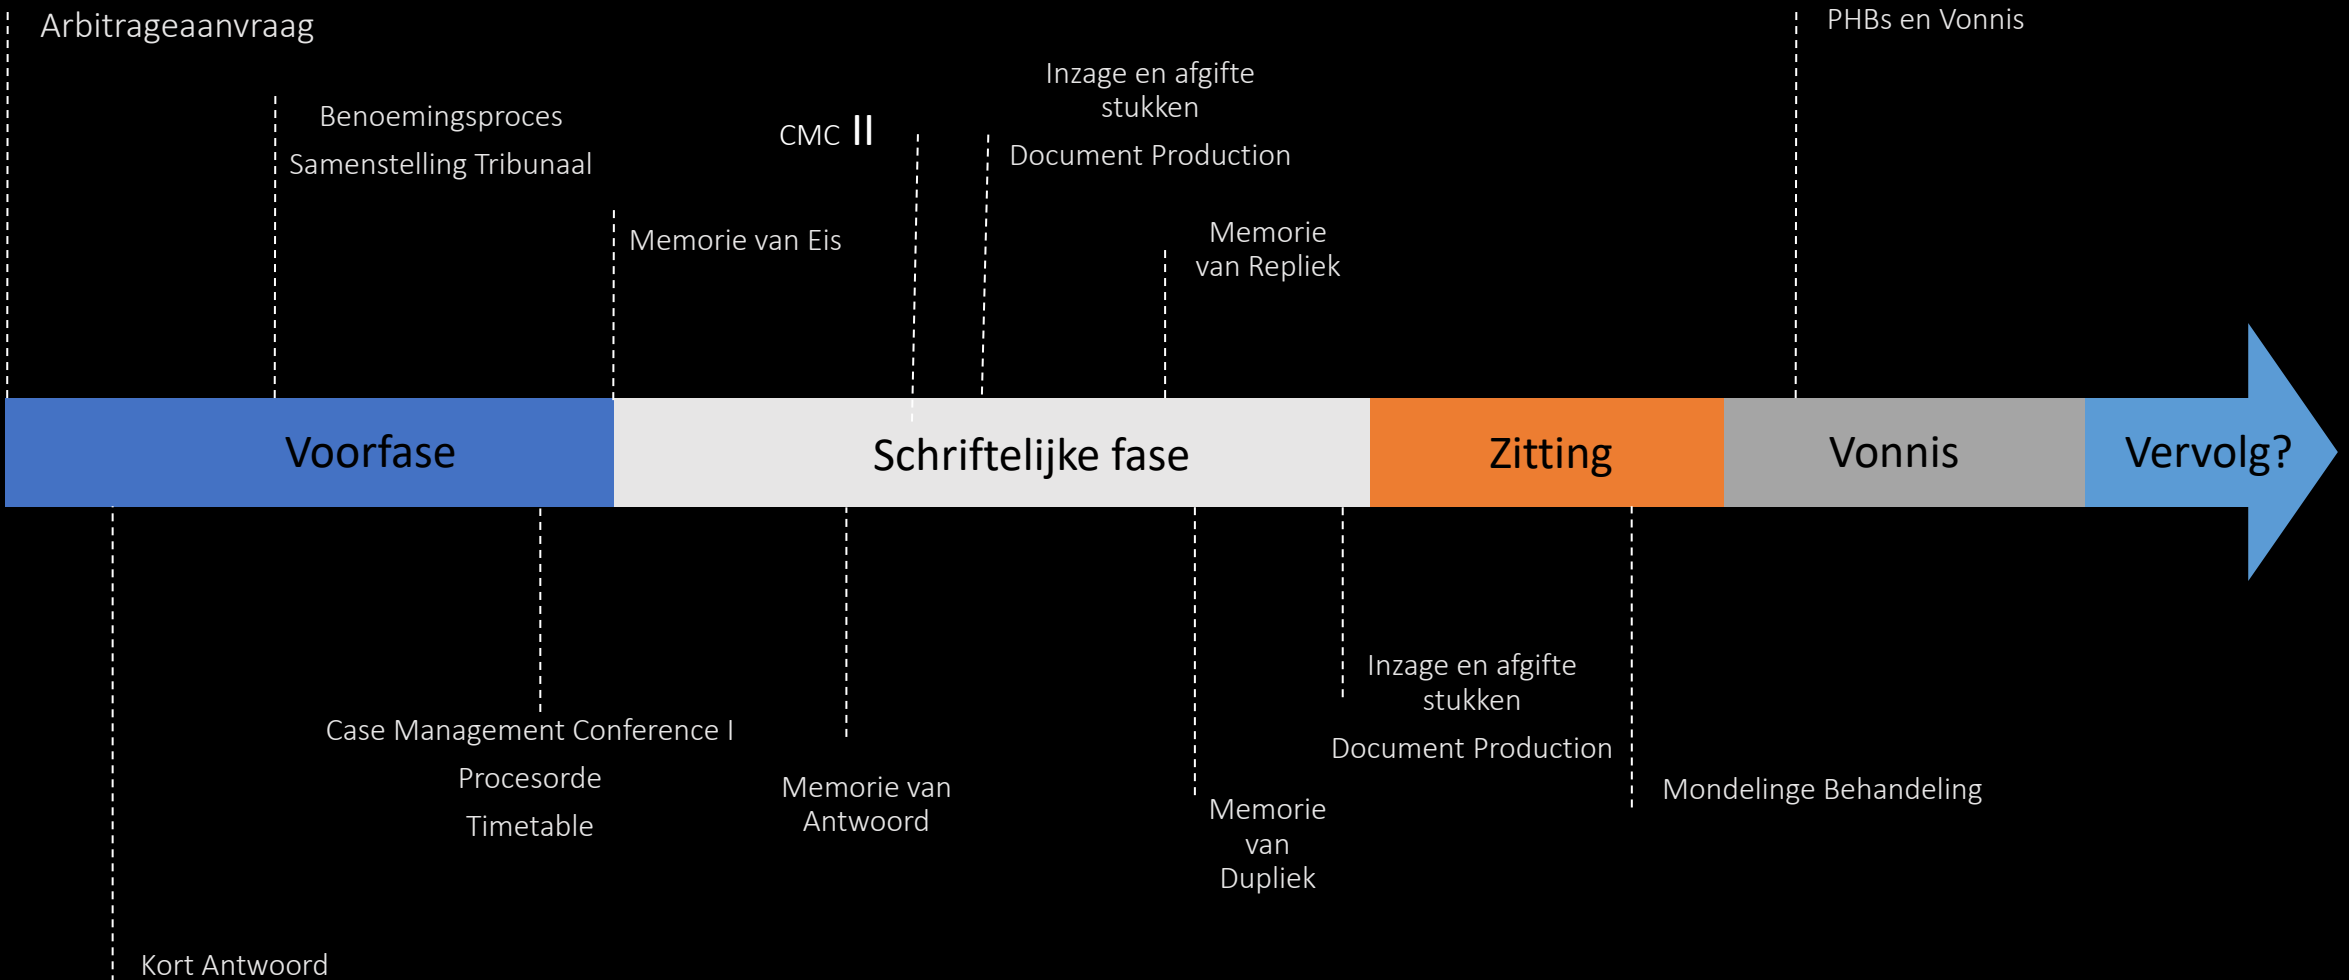 Arbitrageaanvraag
PHBs en Vonnis
Benoemingsproces
Samenstelling Tribunaal
CMC II
Inzage en afgifte
stukken
Document Production
Memorie van Eis
Memorie
van Repliek
Voorfase
Schriftelijke fase
Zitting
Vonnis
Vervolg?
Case Management Conference I
Procesorde
Timetable
Memorie van
Antwoord
Memorie
van
Dupliek
Inzage en afgifte
stukken
Document Production
Mondelinge Behandeling
Kort Antwoord